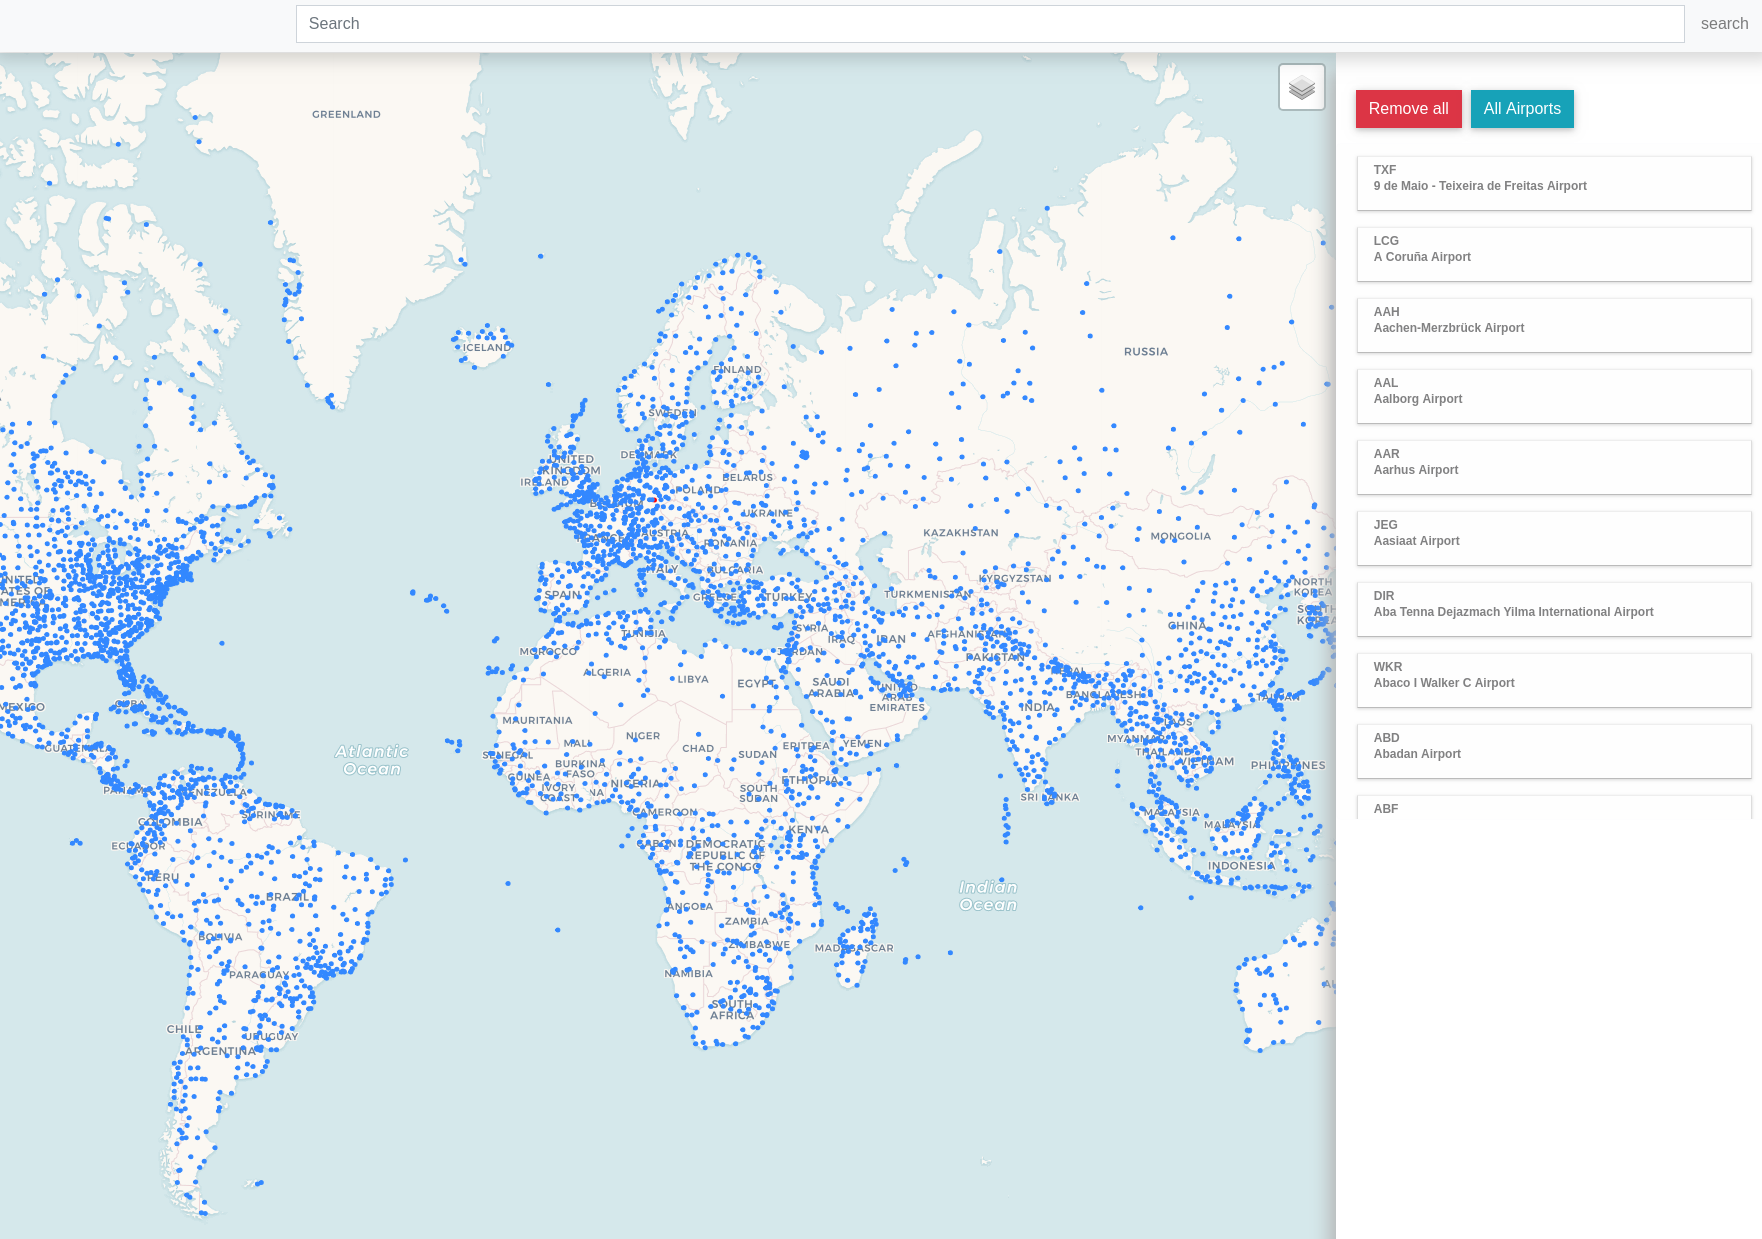 Search
search
Remove all
All Airports
TXF
9 de Maio - Teixeira de Freitas Airport
LCG
A Coruña Airport
AAH
Aachen-Merzbrück Airport
AAL
Aalborg Airport
AAR
Aarhus Airport
JEG
Aasiaat Airport
DIR
Aba Tenna Dejazmach Yilma International Airport
WKR
Abaco I Walker C Airport
ABD
Abadan Airport
ABF
GREENLAND
ICELAND
RUSSIA
FINLAND
SWEDEN
UNITED
KINGDOM
IRELAND
BELARUS
POLAND
UKRAINE
AUSTRIA
ROMANIA
KAZAKHSTAN
MONGOLIA
ITALY
SPAIN
GREECE
TURKEY
KYRGYZSTAN
TURKMENISTAN
NORTH
KOREA
CHINA
SYRIA
IRAQ
IRAN
AFGHANISTAN
TUNISIA
MOROCCO
JORDAN
PAKISTAN
ALGERIA
LIBYA
EGYPT
SAUDI
ARABIA
UNITED
ARAB
EMIRATES
BANGLADESH
INDIA
MEXICO
CUBA
GUATEMALA
Atlantic
Ocean
MAURITANIA
MALI
NIGER
CHAD
SUDAN
ERITREA
YEMEN
SENEGAL
BURKINA
FASO
GUINEA
IVORY
COAST
NIGERIA
ETHIOPIA
SOUTH
SUDAN
CAMEROON
LAOS
MYANMAR
THAILAND
VIETNAM
PHILIPPINES
SRI LANKA
MALAYSIA
MALAYSIA
INDONESIA
PANAMA
VENEZUELA
SURINAME
COLOMBIA
ECUADOR
PERU
BRAZIL
BOLIVIA
PARAGUAY
CHILE
URUGUAY
ARGENTINA
GABON
DEMOCRATIC
REPUBLIC OF
THE CONGO
KENYA
ANGOLA
ZAMBIA
ZIMBABWE
MADAGASCAR
NAMIBIA
SOUTH
AFRICA
Indian
Ocean